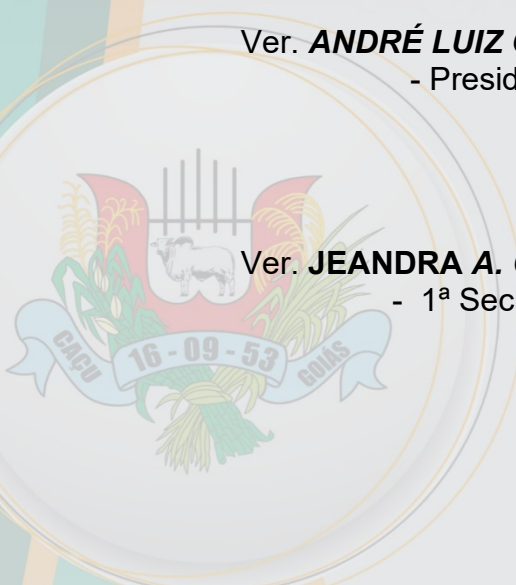 Ver. ANDRÉ LUIZ
- Presid
Ver. JEANDRA A.
- 1ª Sec
CAÇU 16 - 09 - 53 GOIÁS